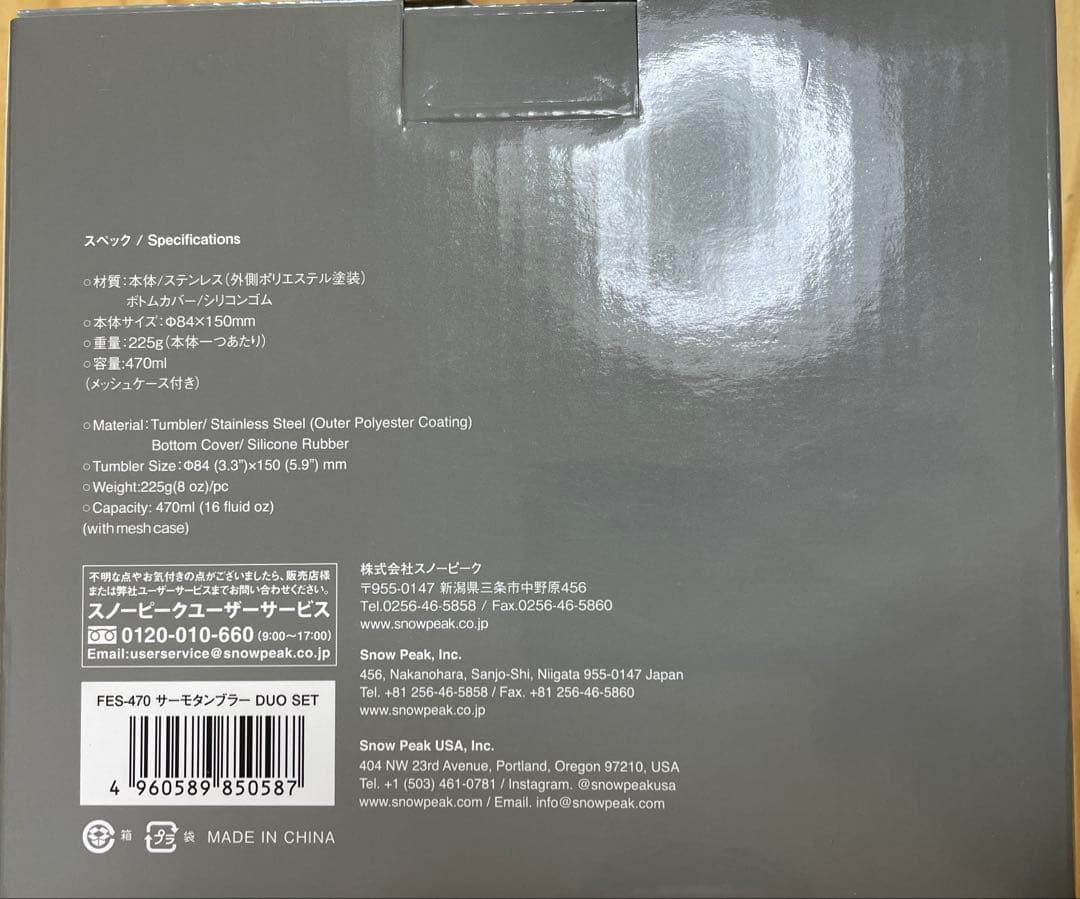 スペック / Specifications
○材質：本体/ステンレス（外側ポリエステル塗装）
ボトムカバー/シリコンゴム
○本体サイズ：Φ84×150mm
○重量：225g（本体一つあたり）
○容量:470ml
（メッシュケース付き）
○Material：Tumbler/ Stainless Steel (Outer Polyester Coating)
Bottom Cover/ Silicone Rubber
○Tumbler Size：Φ84 (3.3”)×150 (5.9”) mm
○Weight:225g(8 oz)/pc
○Capacity: 470ml (16 fluid oz)
(with mesh case)
不明な点やお気付きの点がございましたら、販売店様
または弊社ユーザーサービスまでお問い合わせください。
スノーピークユーザーサービス
0120-010-660 (9:00〜17:00)
Email:userservice@snowpeak.co.jp
FES-470 サーモタンブラー DUO SET
4 960589 850587
箱 プラ 袋 MADE IN CHINA
株式会社スノーピーク
〒955-0147 新潟県三条市中野原456
Tel.0256-46-5858 / Fax.0256-46-5860
www.snowpeak.co.jp
Snow Peak, Inc.
456, Nakanohara, Sanjo-Shi, Niigata 955-0147 Japan
Tel. +81 256-46-5858 / Fax. +81 256-46-5860
www.snowpeak.co.jp
Snow Peak USA, Inc.
404 NW 23rd Avenue, Portland, Oregon 97210, USA
Tel. +1 (503) 461-0781 / Instagram. @snowpeakusa
www.snowpeak.com / Email. info@snowpeak.com